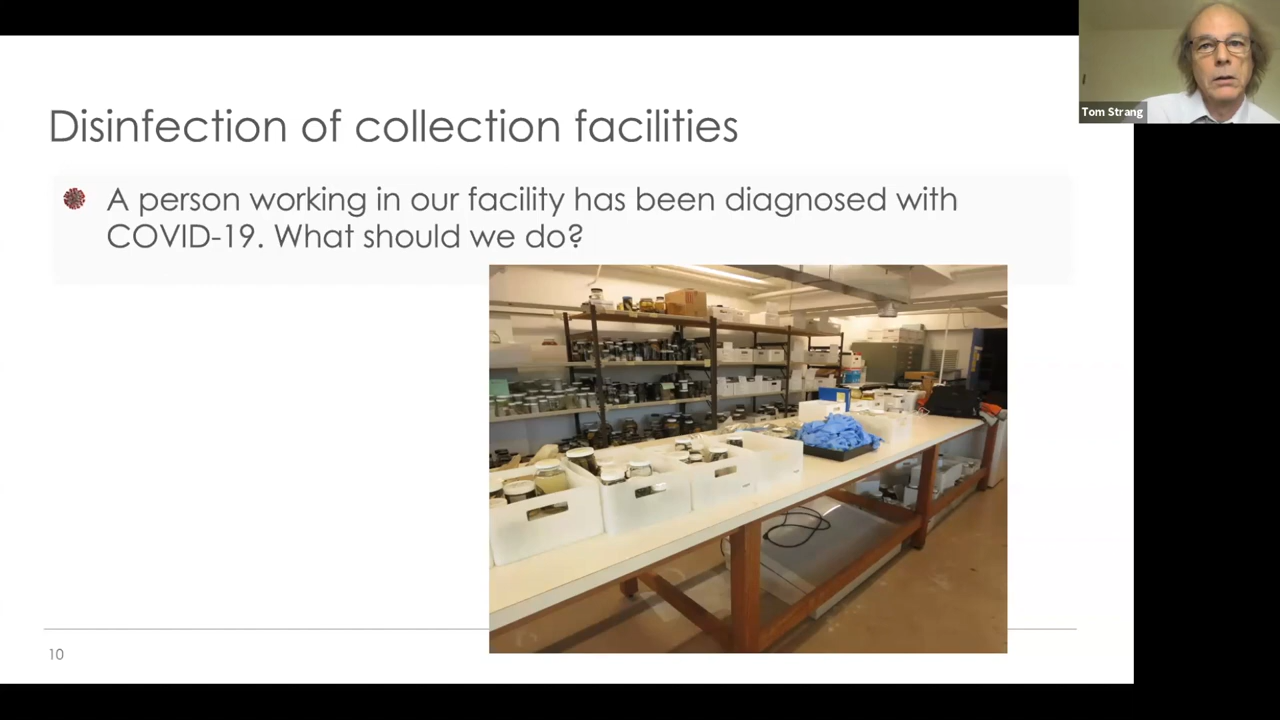 Tom Strang
Disinfection of collection facilities
A person working in our facility has been diagnosed with
COVID-19. What should we do?
10